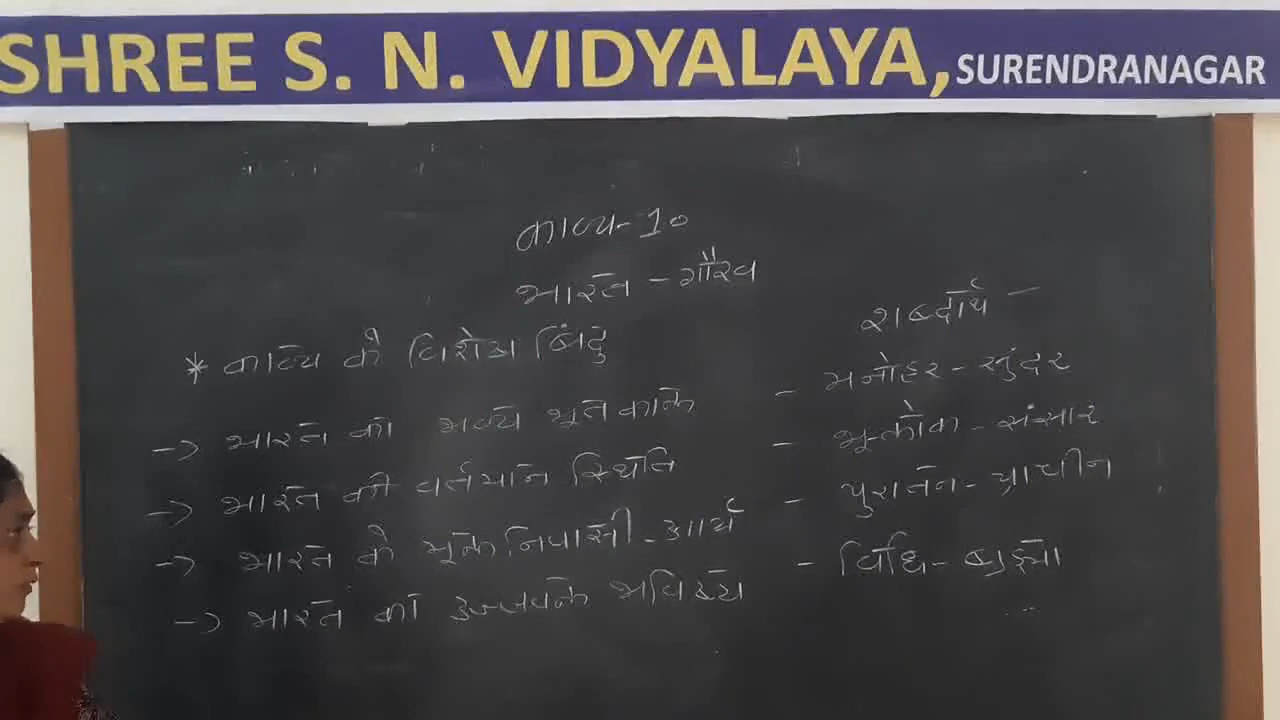 SHREE S. N. VIDYALAYA, SURENDRANAGAR
काव्य-10
भारत - गौरव
* काव्य के विशेष बिंदु
→ भारत का भव्य भूतकाल
→ भारत की वर्तमान स्थिति
→ भारत के मूल निवासी - आर्य
→ भारत का उज्जवल भविष्य
शब्दार्थ -
- मनोहर - सुंदर
- भूलोक - संसार
- पुरातन - प्राचीन
- विधि - ब्रह्मा